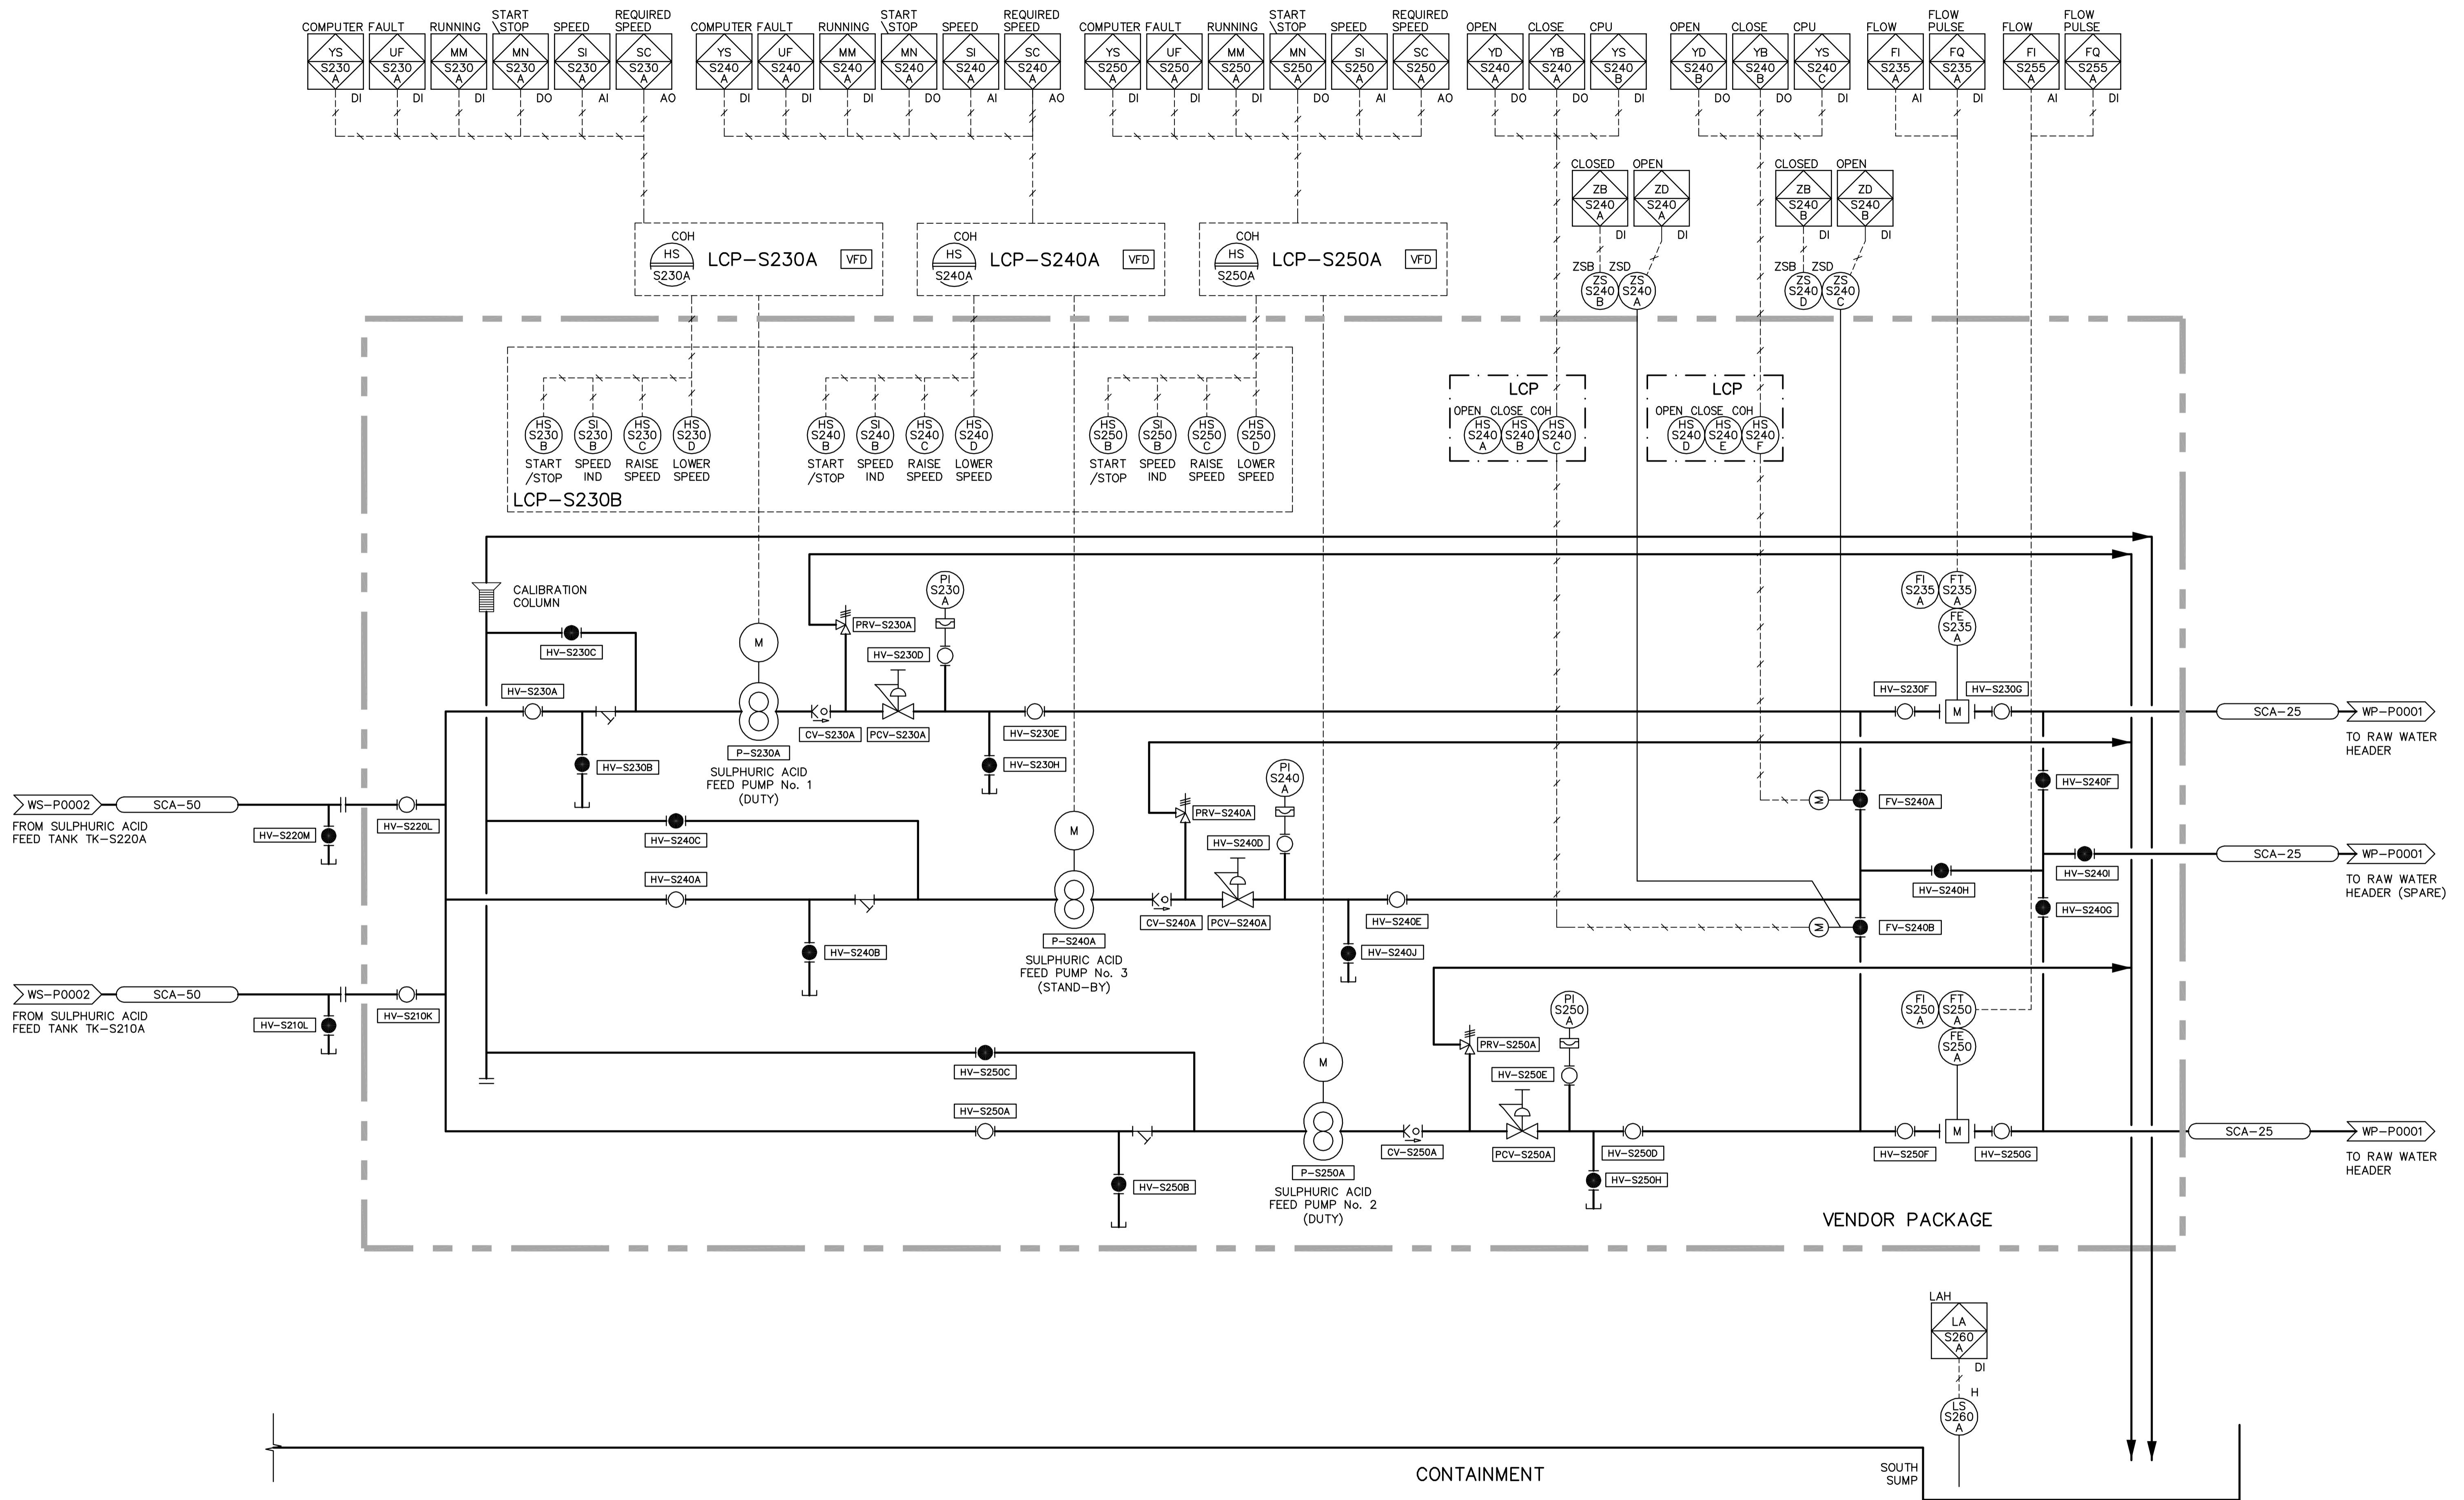 COMPUTER FAULT RUNNING START\STOP SPEED REQUIRED SPEED
YS S230 A DI
UF S230 A DI
MM S230 A DI
MN S230 A DO
SI S230 A AI
SC S230 A AO
COMPUTER FAULT RUNNING START\STOP SPEED REQUIRED SPEED
YS S240 A DI
UF S240 A DI
MM S240 A DI
MN S240 A DO
SI S240 A AI
SC S240 A AO
COMPUTER FAULT RUNNING START\STOP SPEED REQUIRED SPEED
YS S250 A DI
UF S250 A DI
MM S250 A DI
MN S250 A DO
SI S250 A AI
SC S250 A AO
OPEN CLOSE CPU
YD S240 A DO
YB S240 A DO
YS S240 B DI
OPEN CLOSE CPU
YD S240 B DO
YB S240 B DO
YS S240 C DI
FLOW FLOW PULSE
FI S235 A AI
FQ S235 A DI
FLOW FLOW PULSE
FI S255 A AI
FQ S255 A DI
CLOSED OPEN
ZB S240 A DI
ZD S240 A DI
CLOSED OPEN
ZB S240 B DI
ZD S240 B DI
ZSB ZSD
ZS S240 B
ZS S240 A
ZSB ZSD
ZS S240 D
ZS S240 C
COH
HS S230A
LCP-S230A
VFD
COH
HS S240A
LCP-S240A
VFD
COH
HS S250A
LCP-S250A
VFD
HS S230 B
SI S230 B
HS S230 C
HS S230 D
START /STOP
SPEED IND
RAISE SPEED
LOWER SPEED
HS S240 B
SI S240 B
HS S240 C
HS S240 D
START /STOP
SPEED IND
RAISE SPEED
LOWER SPEED
HS S250 B
SI S250 B
HS S250 C
HS S250 D
START /STOP
SPEED IND
RAISE SPEED
LOWER SPEED
LCP-S230B
LCP
OPEN CLOSE COH
HS S240 A
HS S240 B
HS S240 C
LCP
OPEN CLOSE COH
HS S240 D
HS S240 E
HS S240 F
CALIBRATION
COLUMN
HV-S230C
HV-S230A
HV-S230B
M
P-S230A
SULPHURIC ACID
FEED PUMP No. 1
(DUTY)
CV-S230A
PRV-S230A
PCV-S230A
HV-S230D
PI S230 A
HV-S230E
HV-S230H
FI S235 A
FT S235 A
FE S235 A
HV-S230F
M
HV-S230G
SCA-25
WP-P0001
TO RAW WATER
HEADER
WS-P0002
SCA-50
FROM SULPHURIC ACID
FEED TANK TK-S220A
HV-S220M
HV-S220L
HV-S240C
HV-S240A
HV-S240B
M
P-S240A
SULPHURIC ACID
FEED PUMP No. 3
(STAND-BY)
CV-S240A
PRV-S240A
PCV-S240A
HV-S240D
PI S240 A
HV-S240E
HV-S240J
M
FV-S240A
M
FV-S240B
HV-S240F
HV-S240H
HV-S240I
HV-S240G
SCA-25
WP-P0001
TO RAW WATER
HEADER (SPARE)
WS-P0002
SCA-50
FROM SULPHURIC ACID
FEED TANK TK-S210A
HV-S210L
HV-S210K
HV-S250C
HV-S250A
HV-S250B
M
P-S250A
SULPHURIC ACID
FEED PUMP No. 2
(DUTY)
CV-S250A
PRV-S250A
PCV-S250A
HV-S250E
PI S250 A
HV-S250D
HV-S250H
FI S250 A
FT S250 A
FE S250 A
HV-S250F
M
HV-S250G
SCA-25
WP-P0001
TO RAW WATER
HEADER
VENDOR PACKAGE
LAH
LA S260 A
DI
H
LS S260 A
CONTAINMENT
SOUTH
SUMP